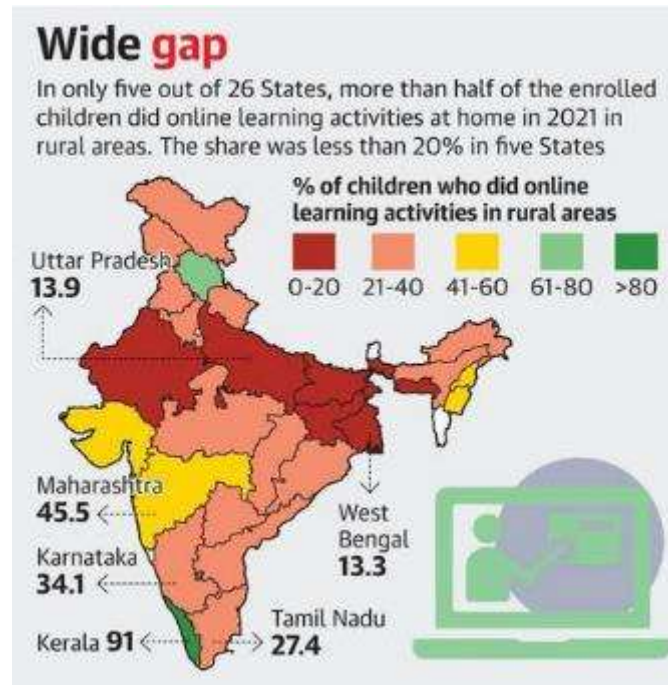 Wide gap
In only five out of 26 States, more than half of the enrolled
children did online learning activities at home in 2021 in
rural areas. The share was less than 20% in five States
% of children who did online
learning activities in rural areas
0-20 21-40 41-60 61-80 >80
Uttar Pradesh
13.9
Maharashtra
45.5
Karnataka
34.1
Kerala 91
West
Bengal
13.3
Tamil Nadu
27.4